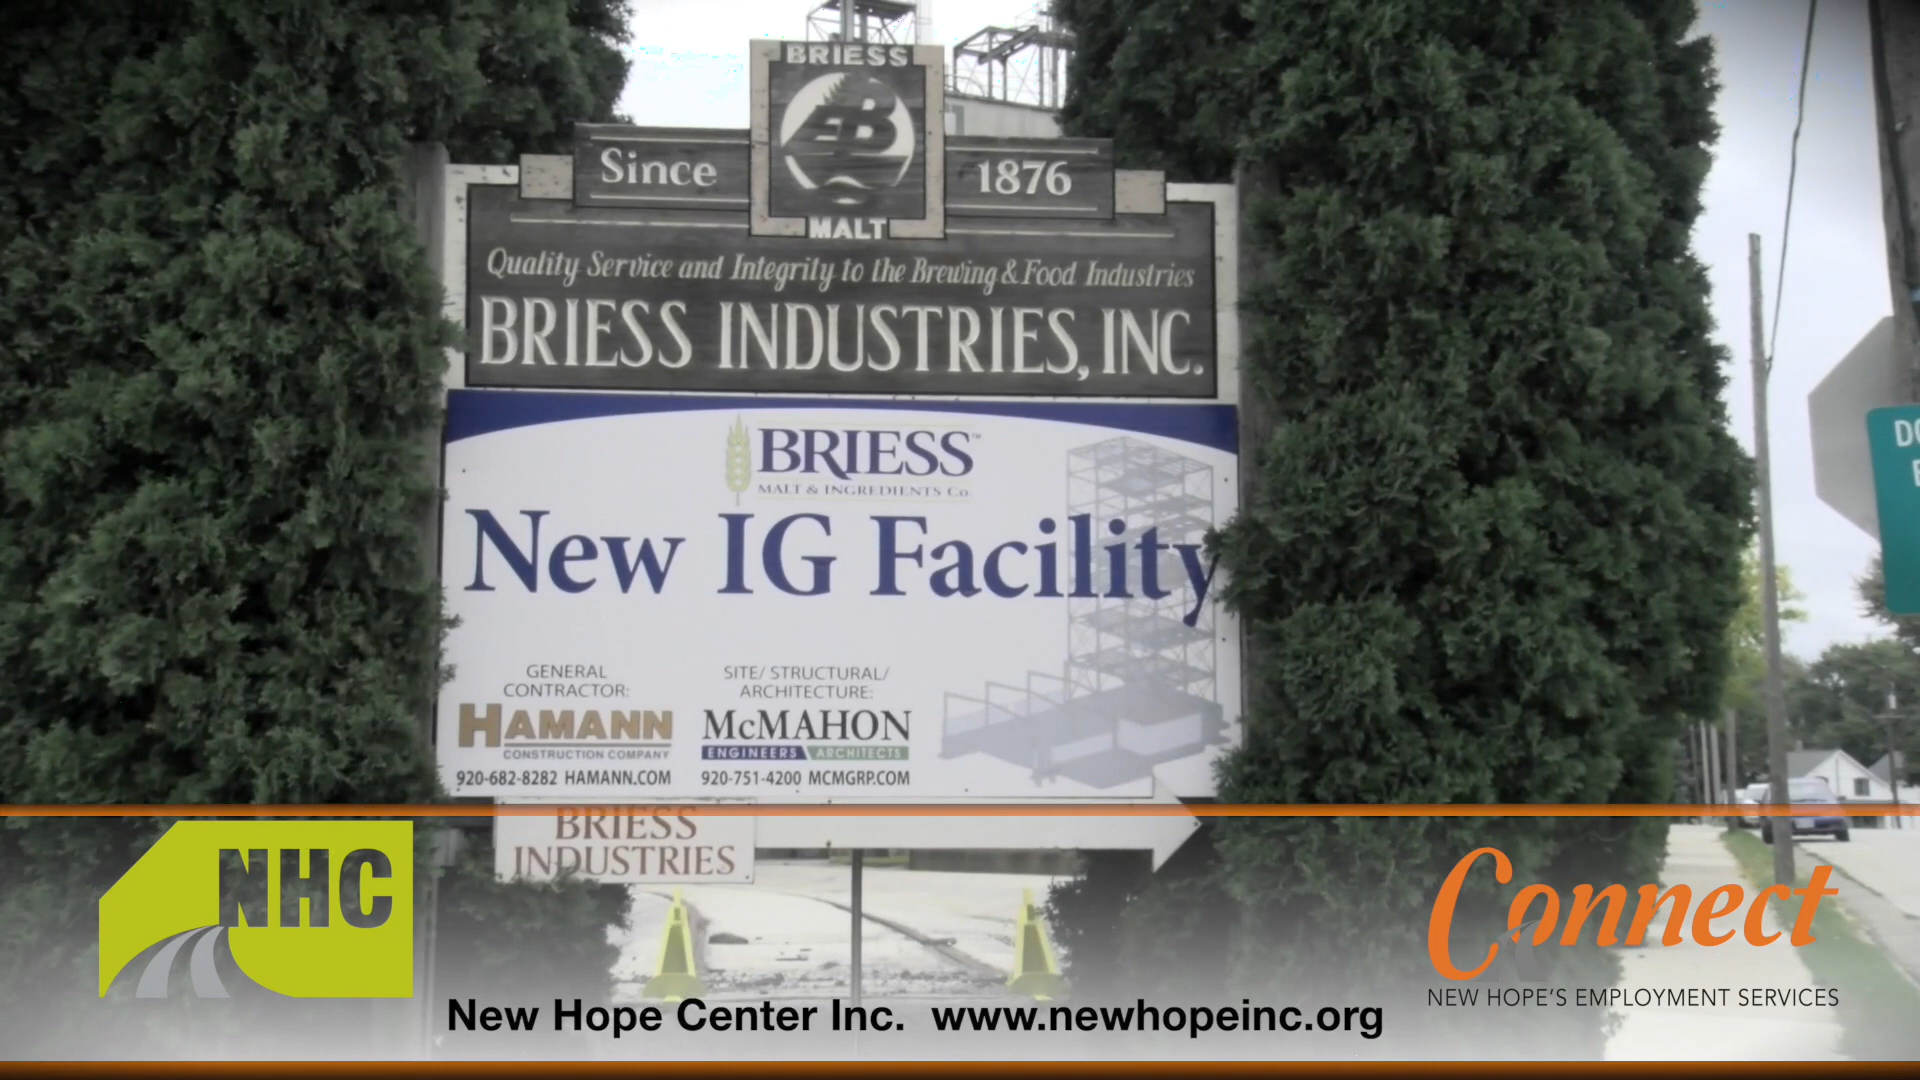 BRIESS
EB
Since
1876
MALT
Quality Service and Integrity to the Brewing & Food Industries
BRIESS INDUSTRIES, INC.
BRIESS™
MALT & INGREDIENTS Co.
New IG Facility
GENERAL
CONTRACTOR:
HAMANN
CONSTRUCTION COMPANY
920-682-8282 HAMANN.COM
SITE/ STRUCTURAL/
ARCHITECTURE:
McMAHON
ENGINEERS ARCHITECTS
920-751-4200 MCMGRP.COM
BRIESS
INDUSTRIES
NHC
Connect
NEW HOPE'S EMPLOYMENT SERVICES
New Hope Center Inc. www.newhopeinc.org